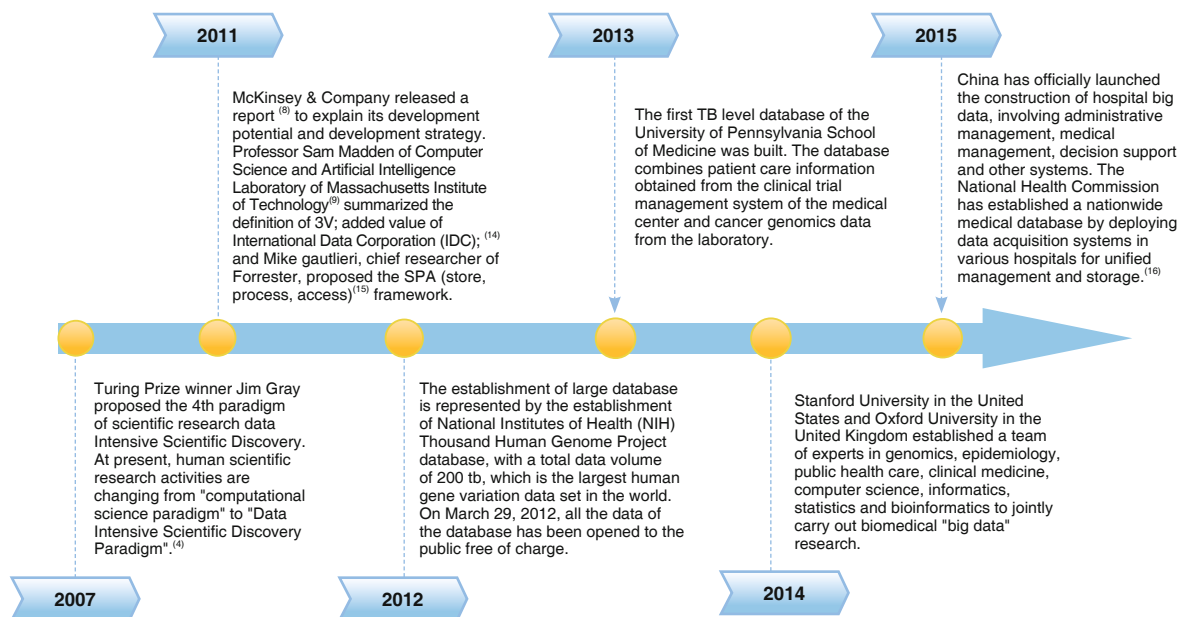 2011
2013
2015
McKinsey & Company released a
report (8) to explain its development
potential and development strategy.
Professor Sam Madden of Computer
Science and Artificial Intelligence
Laboratory of Massachusetts Institute
of Technology(9) summarized the
definition of 3V; added value of
International Data Corporation (IDC); (14)
and Mike gautlieri, chief researcher of
Forrester, proposed the SPA (store,
process, access)(15) framework.
The first TB level database of the
University of Pennsylvania School
of Medicine was built. The database
combines patient care information
obtained from the clinical trial
management system of the medical
center and cancer genomics data
from the laboratory.
China has officially launched
the construction of hospital big
data, involving administrative
management, medical
management, decision support
and other systems. The
National Health Commission
has established a nationwide
medical database by deploying
data acquisition systems in
various hospitals for unified
management and storage.(16)
Turing Prize winner Jim Gray
proposed the 4th paradigm
of scientific research data
Intensive Scientific Discovery.
At present, human scientific
research activities are
changing from "computational
science paradigm" to "Data
Intensive Scientific Discovery
Paradigm".(4)
The establishment of large database
is represented by the establishment
of National Institutes of Health (NIH)
Thousand Human Genome Project
database, with a total data volume
of 200 tb, which is the largest human
gene variation data set in the world.
On March 29, 2012, all the data of
the database has been opened to the
public free of charge.
Stanford University in the United
States and Oxford University in the
United Kingdom established a team
of experts in genomics, epidemiology,
public health care, clinical medicine,
computer science, informatics,
statistics and bioinformatics to jointly
carry out biomedical "big data"
research.
2007
2012
2014